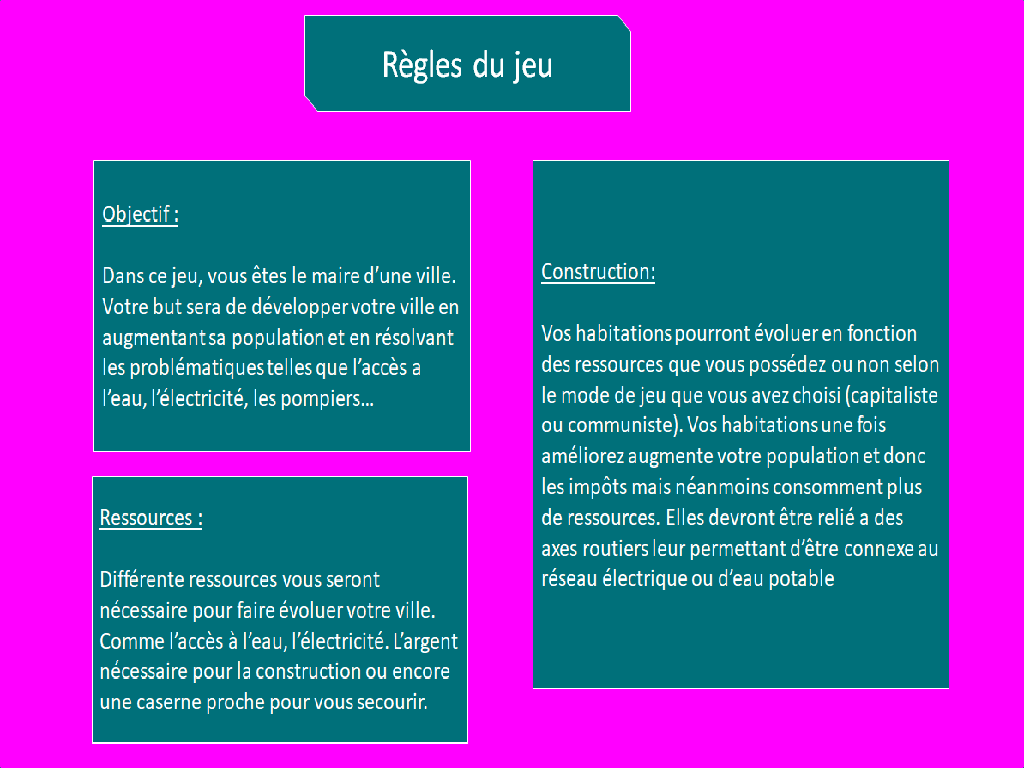 Règles du jeu
Objectif :
Dans ce jeu, vous êtes le maire d’une ville.
Votre but sera de développer votre ville en
augmentant sa population et en résolvant
les problématiques telles que l’accès a
l’eau, l’électricité, les pompiers…
Ressources :
Différente ressources vous seront
nécessaire pour faire évoluer votre ville.
Comme l’accès à l’eau, l’électricité. L’argent
nécessaire pour la construction ou encore
une caserne proche pour vous secourir.
Construction:
Vos habitations pourront évoluer en fonction
des ressources que vous possédez ou non selon
le mode de jeu que vous avez choisi (capitaliste
ou communiste). Vos habitations une fois
améliorez augmente votre population et donc
les impôts mais néanmoins consomment plus
de ressources. Elles devront être relié a des
axes routiers leur permettant d’être connexe au
réseau électrique ou d’eau potable